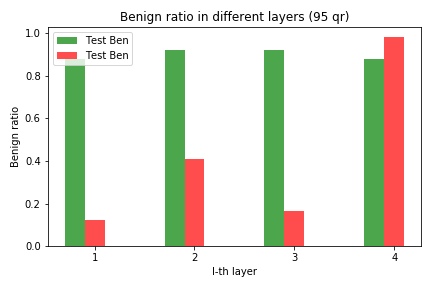 Benign ratio in different layers (95 qr)
Test Ben
Test Ben
Benign ratio
1.0
0.8
0.6
0.4
0.2
0.0
1 2 3 4
l-th layer